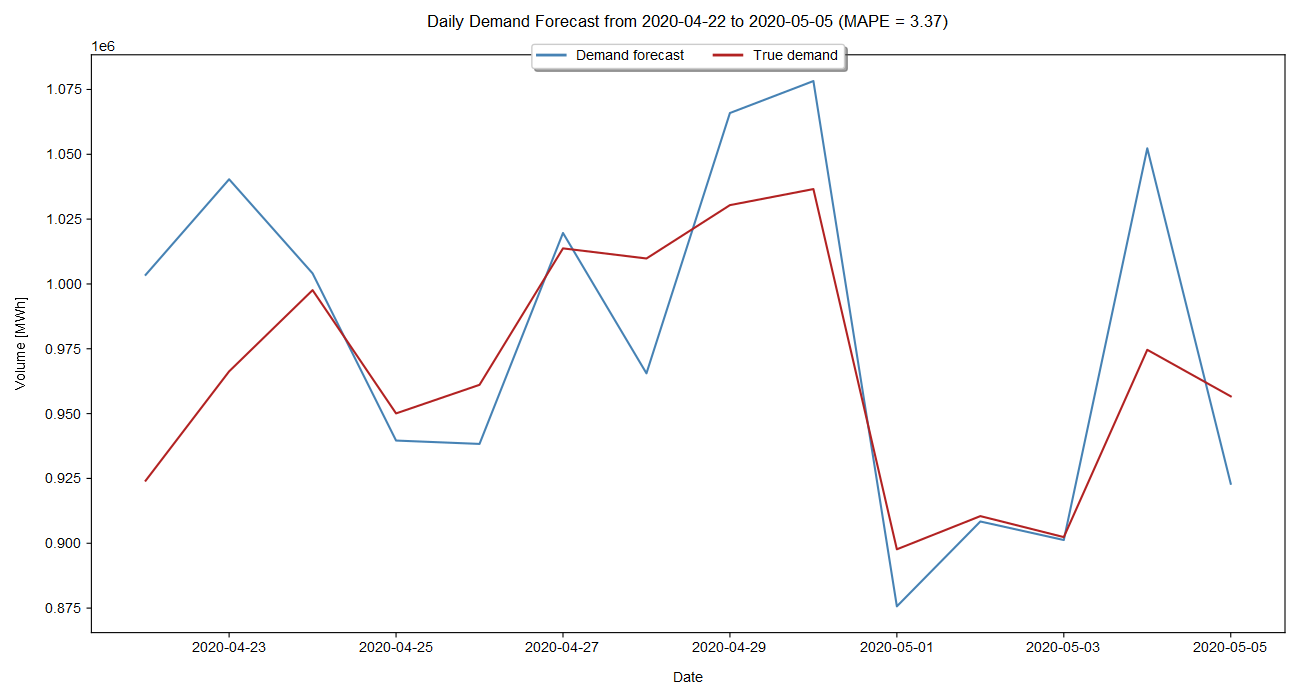 Daily Demand Forecast from 2020-04-22 to 2020-05-05 (MAPE = 3.37)
1e6
Demand forecast
True demand
1.075
1.050
1.025
1.000
0.975
0.950
0.925
0.900
0.875
Volume [MWh]
2020-04-23
2020-04-25
2020-04-27
2020-04-29
2020-05-01
2020-05-03
2020-05-05
Date